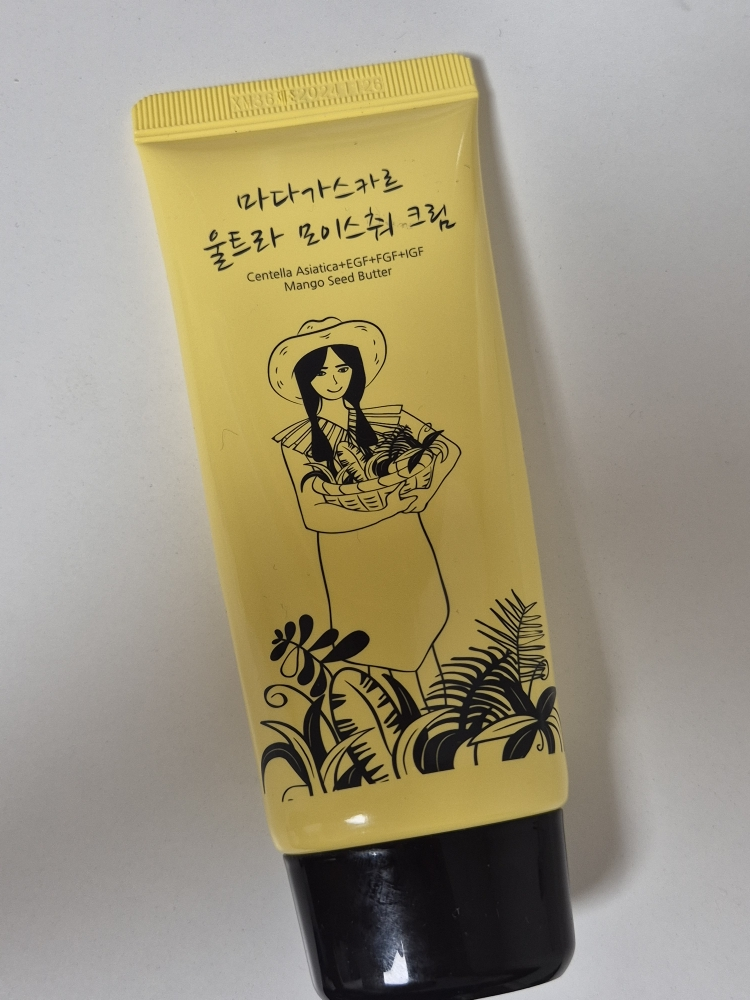 마다가스카르
울트라 모이스춰 크림
Centella Asiatica+EGF+FGF+IGF
Mango Seed Butter